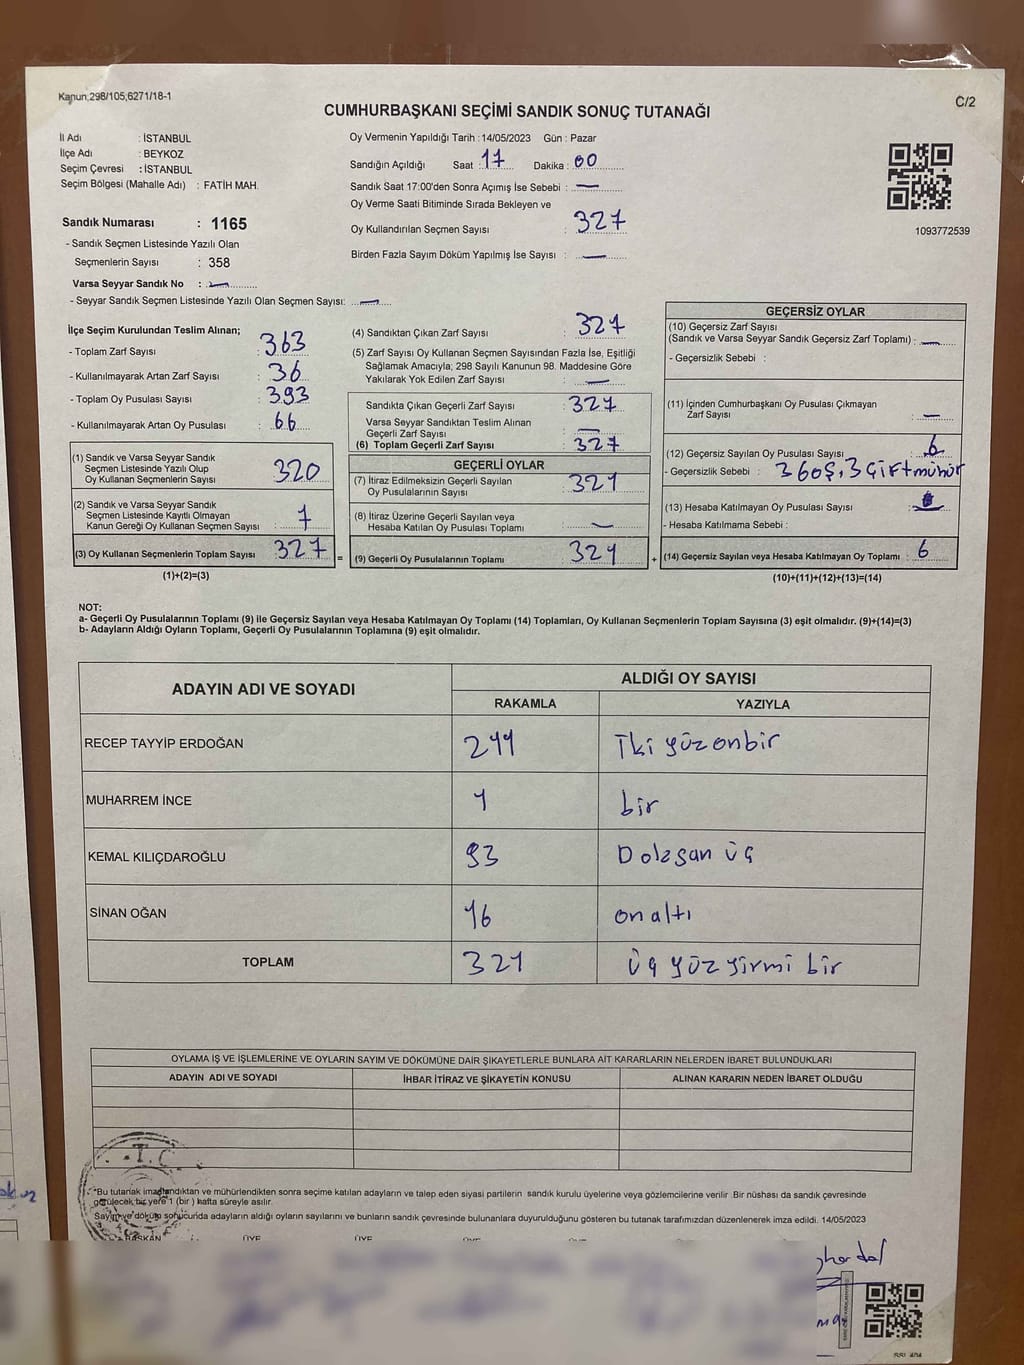 Kanun;298/105;6271/18-1
C/2
CUMHURBAŞKANI SEÇİMİ SANDIK SONUÇ TUTANAĞI
İl Adı : İSTANBUL
İlçe Adı : BEYKOZ
Seçim Çevresi : İSTANBUL
Seçim Bölgesi (Mahalle Adı) : FATİH MAH.
Sandık Numarası : 1165
- Sandık Seçmen Listesinde Yazılı Olan
Seçmenlerin Sayısı : 358
Varsa Seyyar Sandık No : —
- Seyyar Sandık Seçmen Listesinde Yazılı Olan Seçmen Sayısı: —
Oy Vermenin Yapıldığı Tarih : 14/05/2023 Gün : Pazar
Sandığın Açıldığı Saat : 17 Dakika : 00
Sandık Saat 17:00'den Sonra Açımış İse Sebebi : —
Oy Verme Saati Bitiminde Sırada Bekleyen ve
Oy Kullandırılan Seçmen Sayısı : 327
Birden Fazla Sayım Döküm Yapılmış İse Sayısı : —
1093772539
İlçe Seçim Kurulundan Teslim Alınan;
- Toplam Zarf Sayısı : 363
- Kullanılmayarak Artan Zarf Sayısı : 36
- Toplam Oy Pusulası Sayısı : 393
- Kullanılmayarak Artan Oy Pusulası : 66
(1) Sandık ve Varsa Seyyar Sandık
Seçmen Listesinde Yazılı Olup
Oy Kullanan Seçmenlerin Sayısı : 320
(2) Sandık ve Varsa Seyyar Sandık
Seçmen Listesinde Kayıtlı Olmayan
Kanun Gereği Oy Kullanan Seçmen Sayısı : 7
(3) Oy Kullanan Seçmenlerin Toplam Sayısı : 327 =
(1)+(2)=(3)
(4) Sandıktan Çıkan Zarf Sayısı : 327
(5) Zarf Sayısı Oy Kullanan Seçmen Sayısından Fazla İse, Eşitliği
Sağlamak Amacıyla; 298 Sayılı Kanunun 98. Maddesine Göre
Yakılarak Yok Edilen Zarf Sayısı : —
Sandıkta Çıkan Geçerli Zarf Sayısı : 327
Varsa Seyyar Sandıktan Teslim Alınan
Geçerli Zarf Sayısı : —
(6) Toplam Geçerli Zarf Sayısı : 327
GEÇERLİ OYLAR
(7) İtiraz Edilmeksizin Geçerli Sayılan
Oy Pusulalarının Sayısı : 321
(8) İtiraz Üzerine Geçerli Sayılan veya
Hesaba Katılan Oy Pusulası Toplamı : —
(9) Geçerli Oy Pusulalarının Toplamı : 321 +
GEÇERSİZ OYLAR
(10) Geçersiz Zarf Sayısı
(Sandık ve Varsa Seyyar Sandık Geçersiz Zarf Toplamı) : —
- Geçersizlik Sebebi :
(11) İçinden Cumhurbaşkanı Oy Pusulası Çıkmayan
Zarf Sayısı : —
(12) Geçersiz Sayılan Oy Pusulası Sayısı : 6
- Geçersizlik Sebebi : 3 boş, 3 çift mühür
(13) Hesaba Katılmayan Oy Pusulası Sayısı :
- Hesaba Katılmama Sebebi :
(14) Geçersiz Sayılan veya Hesaba Katılmayan Oy Toplamı : 6
(10)+(11)+(12)+(13)=(14)
NOT:
a- Geçerli Oy Pusulalarının Toplamı (9) ile Geçersiz Sayılan veya Hesaba Katılmayan Oy Toplamı (14) Toplamları, Oy Kullanan Seçmenlerin Toplam Sayısına (3) eşit olmalıdır. (9)+(14)=(3)
b- Adayların Aldığı Oyların Toplamı, Geçerli Oy Pusulalarının Toplamına (9) eşit olmalıdır.
ADAYIN ADI VE SOYADI ALDIĞI OY SAYISI
RAKAMLA YAZIYLA
RECEP TAYYİP ERDOĞAN 211 İki yüz onbir
MUHARREM İNCE 1 bir
KEMAL KILIÇDAROĞLU 93 Doksan üç
SİNAN OĞAN 16 on altı
TOPLAM 321 üç yüz yirmi bir
OYLAMA İŞ VE İŞLEMLERİNE VE OYLARIN SAYIM VE DÖKÜMÜNE DAİR ŞİKAYETLERLE BUNLARA AİT KARARLARIN NELERDEN İBARET BULUNDUKLARI
ADAYIN ADI VE SOYADI İHBAR İTİRAZ VE ŞİKAYETİN KONUSU ALINAN KARARIN NEDEN İBARET OLDUĞU
T.C.
*Bu tutanak imzalandıktan ve mühürlendikten sonra seçime katılan adayların ve talep eden siyasi partilerin sandık kurulu üyelerine veya gözlemcilerine verilir .Bir nüshası da sandık çevresinde
görülecek bir yere 1 (bir ) hafta süreyle asılır.
Sayım ve döküm sonucunda adayların aldığı oyların sayılarını ve bunların sandık çevresinde bulunanlara duyurulduğunu gösteren bu tutanak tarafımızdan düzenlenerek imza edildi. 14/05/2023
BAŞKAN ÜYE ÜYE ÜYE